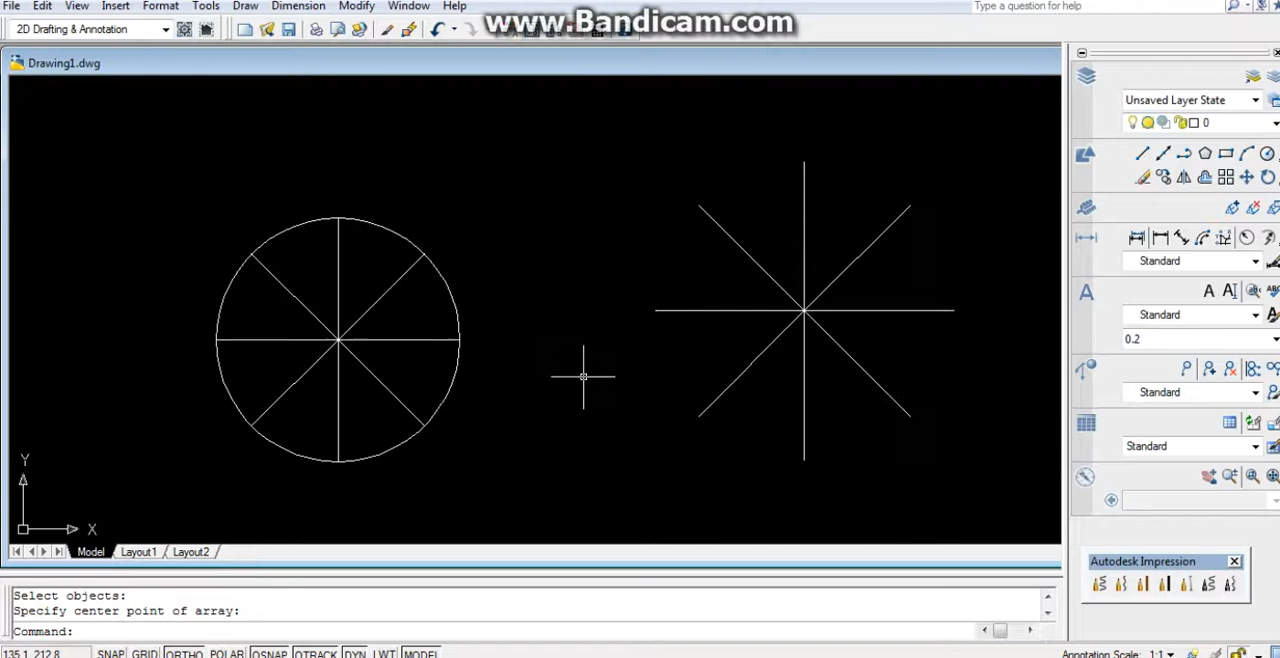 File Edit View Insert Format Tools Draw Dimension Modify Window Help
www.Bandicam.com
Type a question for help
2D Drafting & Annotation
Drawing1.dwg
Unsaved Layer State
0
Standard
Standard
0.2
Standard
Standard
Y
X
Model Layout1 Layout2
Autodesk Impression
Select objects:
Specify center point of array:
Command:
135.1, 212.8 SNAP GRID ORTHO POLAR OSNAP OTRACK DYN LWT MODEL
Annotation Scale: 1:1